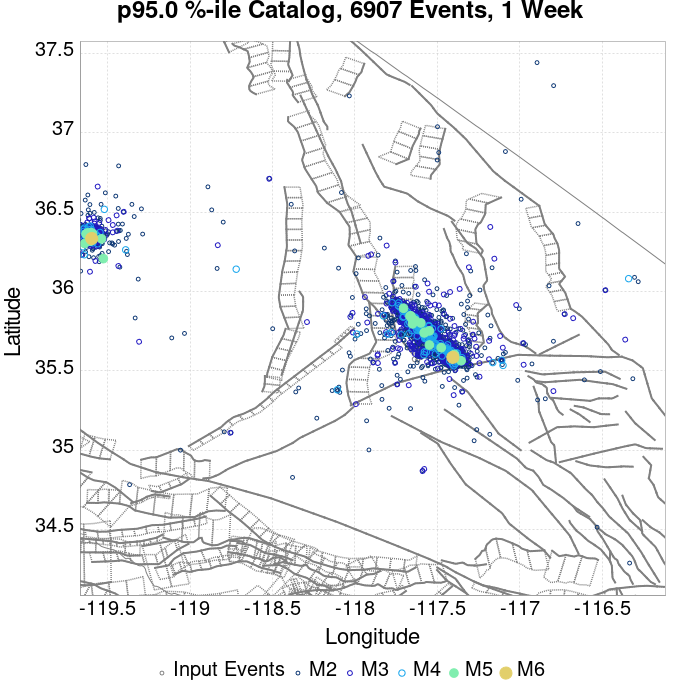 p95.0 %-ile Catalog, 6907 Events, 1 Week
37.5
37
36.5
36
35.5
35
34.5
Latitude
-119.5 -119 -118.5 -118 -117.5 -117 -116.5
Longitude
Input Events M2 M3 M4 M5 M6